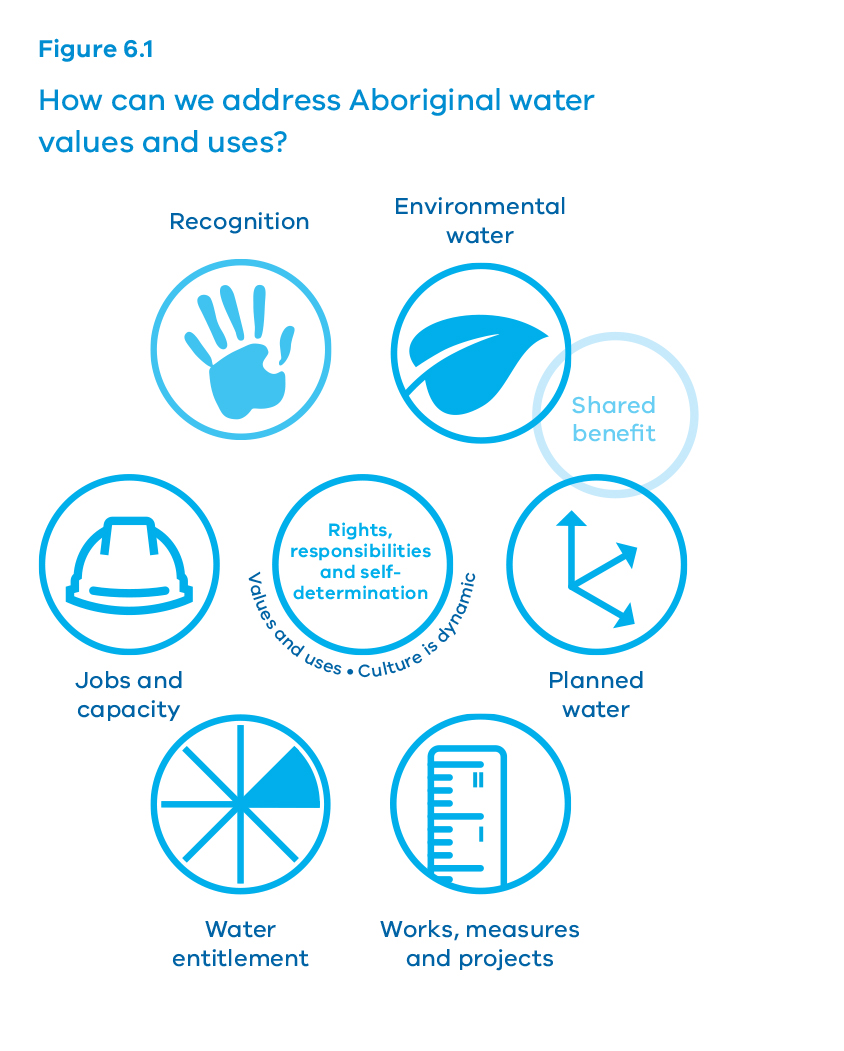 Figure 6.1
How can we address Aboriginal water
values and uses?
Recognition
Environmental
water
Shared
benefit
Rights,
responsibilities
and self-
determination
Values and uses • Culture is dynamic
Jobs and
capacity
Planned
water
Water
entitlement
Works, measures
and projects